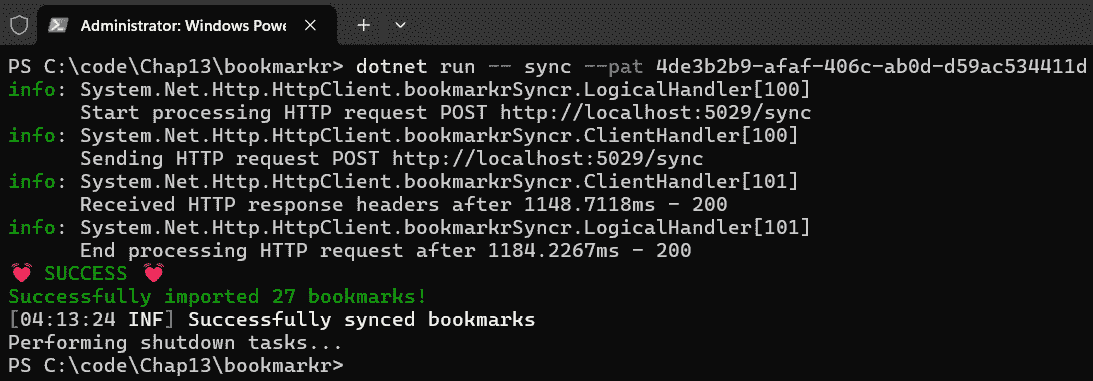 Administrator: Windows Powe
PS C:\code\Chap13\bookmarkr> dotnet run -- sync --pat 4de3b2b9-afaf-406c-ab0d-d59ac534411d
info: System.Net.Http.HttpClient.bookmarkrSyncr.LogicalHandler[100]
Start processing HTTP request POST http://localhost:5029/sync
info: System.Net.Http.HttpClient.bookmarkrSyncr.ClientHandler[100]
Sending HTTP request POST http://localhost:5029/sync
info: System.Net.Http.HttpClient.bookmarkrSyncr.ClientHandler[101]
Received HTTP response headers after 1148.7118ms - 200
info: System.Net.Http.HttpClient.bookmarkrSyncr.LogicalHandler[101]
End processing HTTP request after 1184.2267ms - 200
💓 SUCCESS 💓
Successfully imported 27 bookmarks!
[04:13:24 INF] Successfully synced bookmarks
Performing shutdown tasks...
PS C:\code\Chap13\bookmarkr>